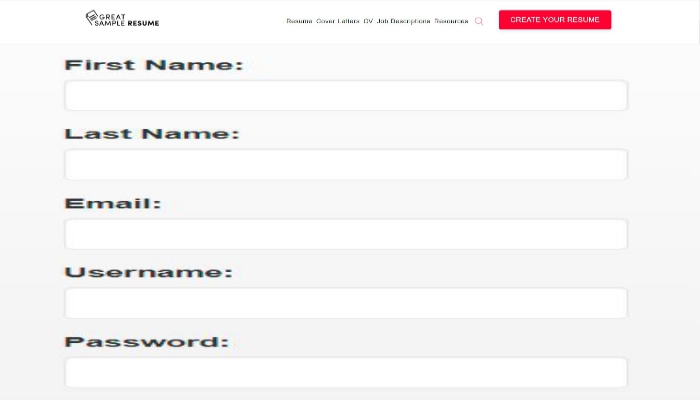 GREAT
SAMPLE RESUME
Resume Cover Letters CV Job Descriptions Resources
CREATE YOUR RESUME
First Name:
Last Name:
Email:
Username:
Password: